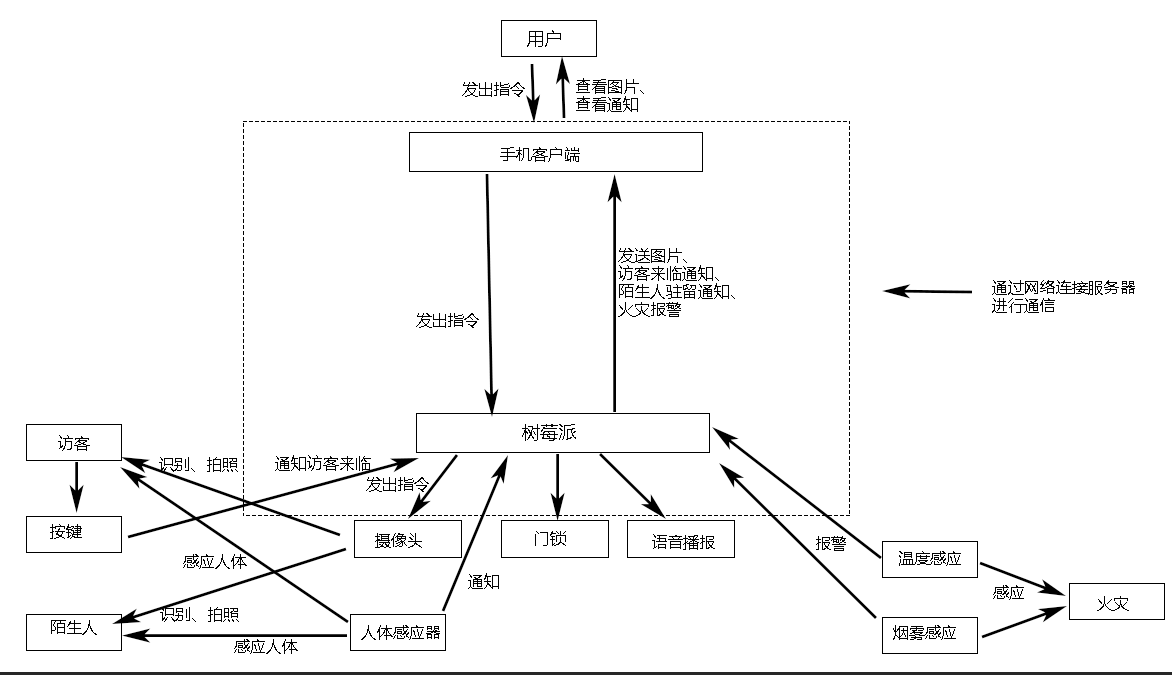 用户
发出指令
查看图片、
查看通知
手机客户端
发送图片、
访客来临通知、
陌生人驻留通知、
火灾报警
通过网络连接服务器
进行通信
发出指令
树莓派
访客
识别、拍照
通知访客来临
发出指令
按键
摄像头
门锁
语音播报
报警
温度感应
感应人体
通知
感应
火灾
识别、拍照
陌生人
人体感应器
烟雾感应
感应人体